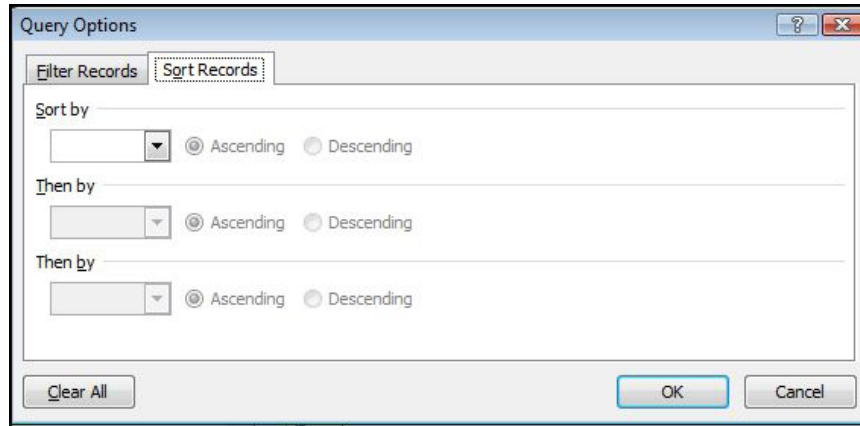 Query Options
Filter Records Sort Records
Sort by
Ascending Descending
Then by
Ascending Descending
Then by
Ascending Descending
Clear All OK Cancel